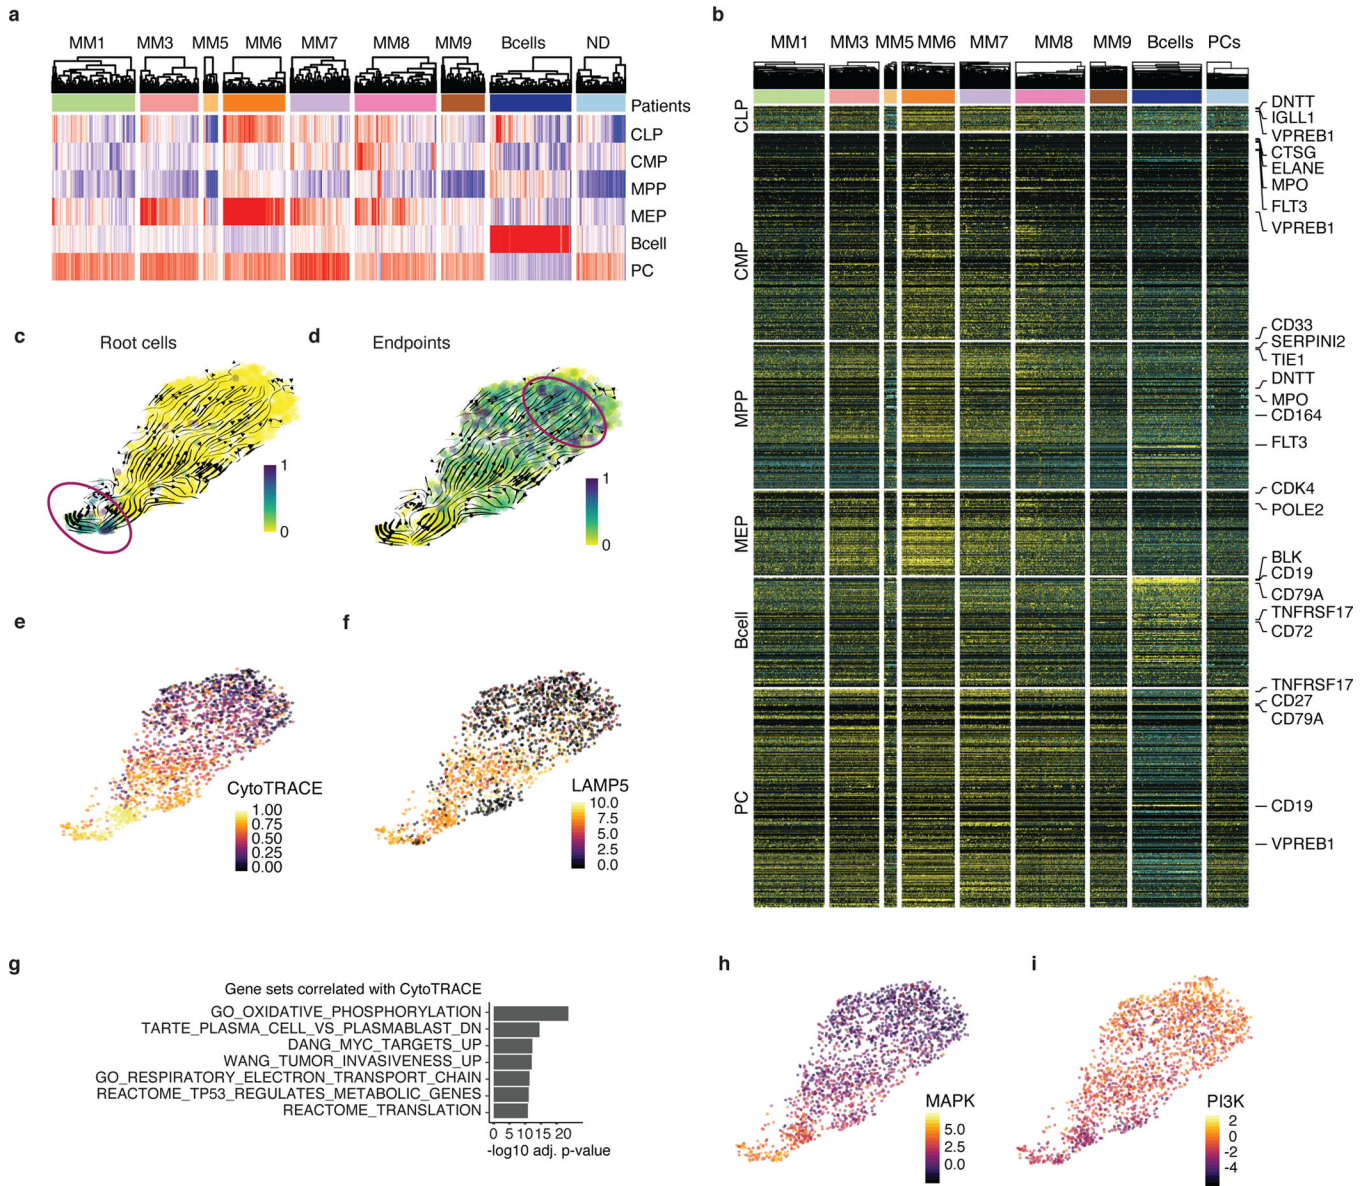 a
MM1 MM3 MM5 MM6 MM7 MM8 MM9 Bcells ND
Patients
CLP
CMP
MPP
MEP
Bcell
PC
b
MM1 MM3 MM5 MM6 MM7 MM8 MM9 Bcells PCs
CLP
CMP
MPP
MEP
Bcell
PC
DNTT
IGLL1
VPREB1
CTSG
ELANE
MPO
FLT3
VPREB1
CD33
SERPINI2
TIE1
DNTT
MPO
CD164
FLT3
CDK4
POLE2
BLK
CD19
CD79A
TNFRSF17
CD72
TNFRSF17
CD27
CD79A
CD19
VPREB1
c
Root cells
1
0
d
Endpoints
1
0
e
CytoTRACE
1.00
0.75
0.50
0.25
0.00
f
LAMP5
10.0
7.5
5.0
2.5
0.0
g
Gene sets correlated with CytoTRACE
GO_OXIDATIVE_PHOSPHORYLATION
TARTE_PLASMA_CELL_VS_PLASMABLAST_DN
DANG_MYC_TARGETS_UP
WANG_TUMOR_INVASIVENESS_UP
GO_RESPIRATORY_ELECTRON_TRANSPORT_CHAIN
REACTOME_TP53_REGULATES_METABOLIC_GENES
REACTOME_TRANSLATION
0 5 10 15 20
-log10 adj. p-value
h
MAPK
5.0
2.5
0.0
i
PI3K
2
0
-2
-4